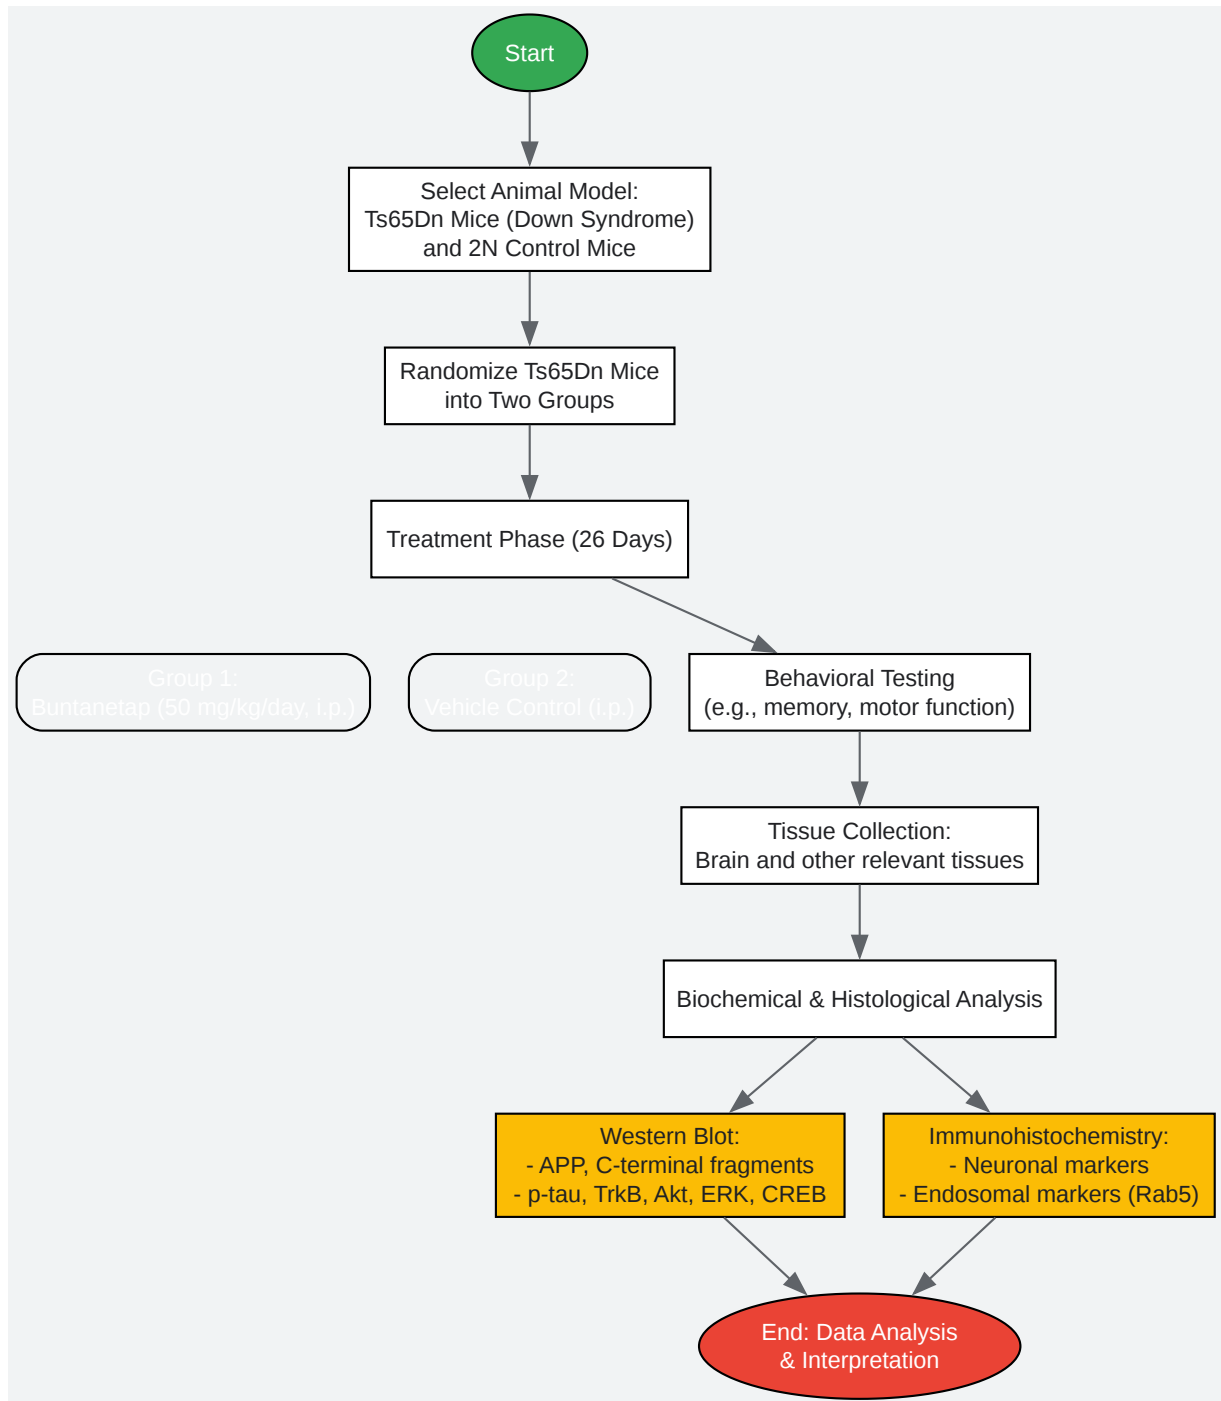 Start
Select Animal Model:
Ts65Dn Mice (Down Syndrome)
and 2N Control Mice
Randomize Ts65Dn Mice
into Two Groups
Treatment Phase (26 Days)
Group 1:
Buntanetap (50 mg/kg/day, i.p.)
Group 2:
Vehicle Control (i.p.)
Behavioral Testing
(e.g., memory, motor function)
Tissue Collection:
Brain and other relevant tissues
Biochemical & Histological Analysis
Western Blot:
- APP, C-terminal fragments
- p-tau, TrkB, Akt, ERK, CREB
Immunohistochemistry:
- Neuronal markers
- Endosomal markers (Rab5)
End: Data Analysis
& Interpretation